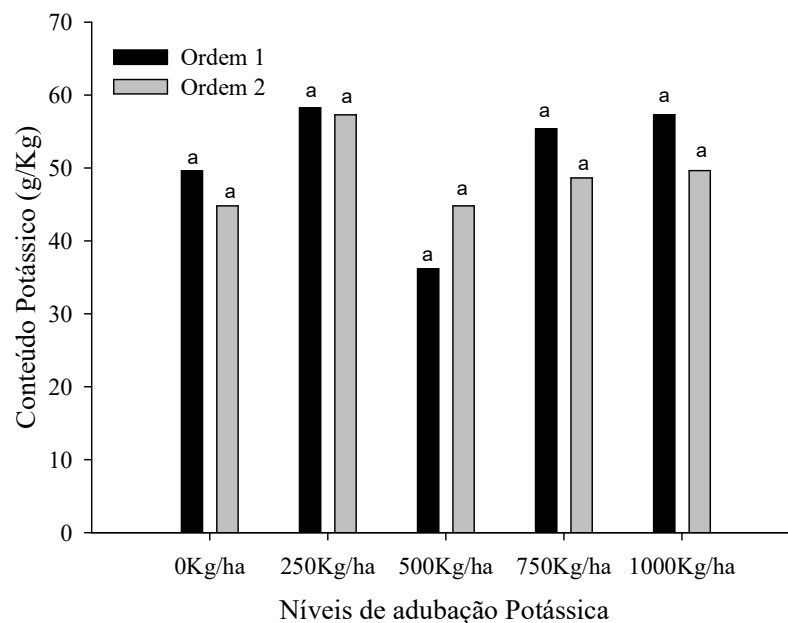 70
60
50
40
30
20
10
0
Conteúdo Potássico (g/Kg)
Ordem 1
Ordem 2
a
a
a
a
a
a
a
a
a
a
0Kg/ha
250Kg/ha
500Kg/ha
750Kg/ha
1000Kg/ha
Níveis de adubação Potássica